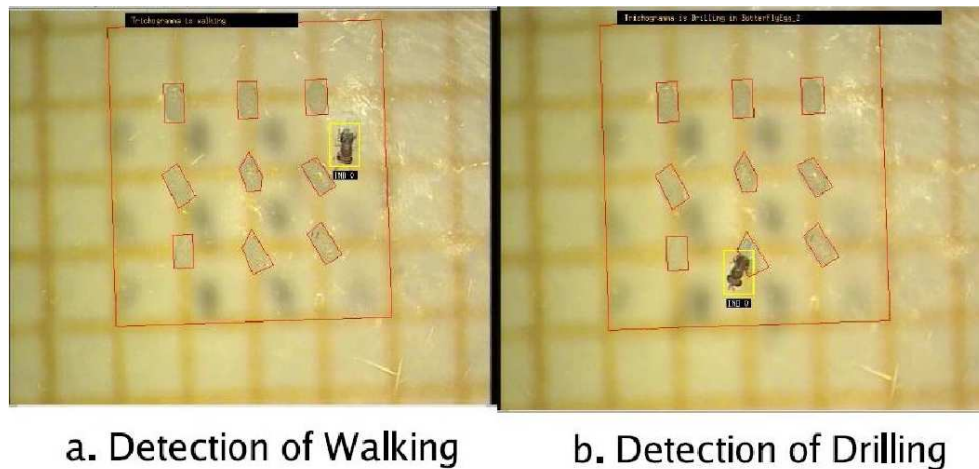 Trichogramma is walking
IND 0
Trichogramma is Drilling in ButterflyEgg_2
IND 0
a. Detection of Walking
b. Detection of Drilling